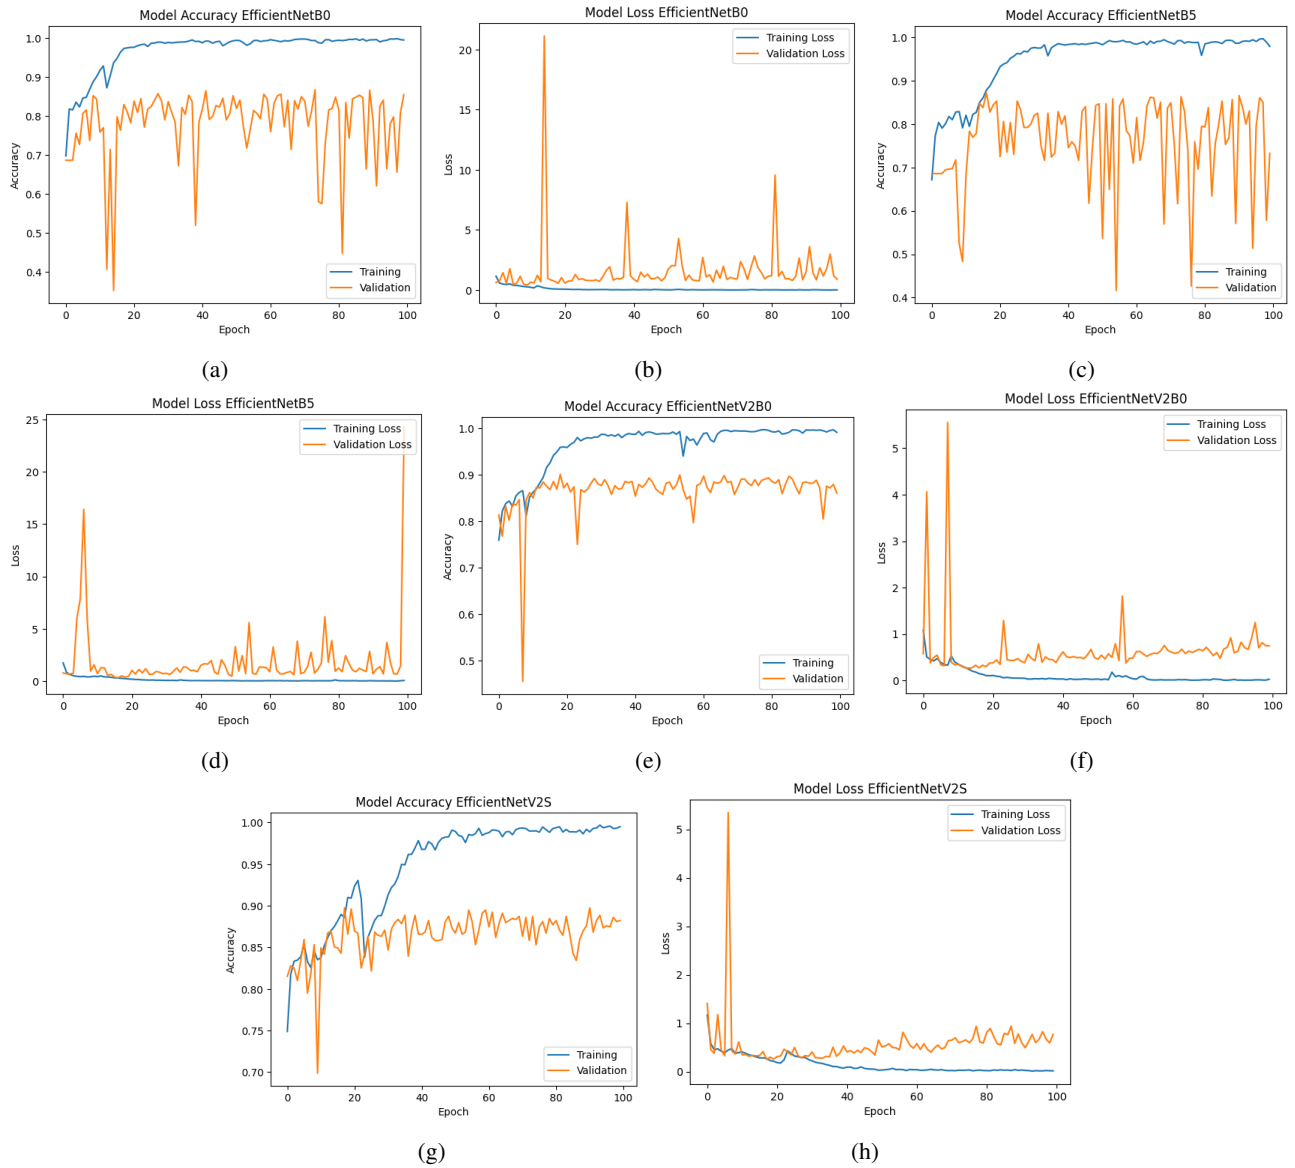 Model Accuracy EfficientNetB0
1.0
0.9
0.8
0.7
0.6
0.5
0.4
Accuracy
0 20 40 60 80 100
Epoch
Training
Validation
(a)
Model Loss EfficientNetB0
20
15
10
5
0
Loss
0 20 40 60 80 100
Epoch
Training Loss
Validation Loss
(b)
Model Accuracy EfficientNetB5
1.0
0.9
0.8
0.7
0.6
0.5
0.4
Accuracy
0 20 40 60 80 100
Epoch
Training
Validation
(c)
Model Loss EfficientNetB5
25
20
15
10
5
0
Loss
0 20 40 60 80 100
Epoch
Training Loss
Validation Loss
(d)
Model Accuracy EfficientNetV2B0
1.0
0.9
0.8
0.7
0.6
0.5
Accuracy
0 20 40 60 80 100
Epoch
Training
Validation
(e)
Model Loss EfficientNetV2B0
5
4
3
2
1
0
Loss
0 20 40 60 80 100
Epoch
Training Loss
Validation Loss
(f)
Model Accuracy EfficientNetV2S
1.00
0.95
0.90
0.85
0.80
0.75
0.70
Accuracy
0 20 40 60 80 100
Epoch
Training
Validation
(g)
Model Loss EfficientNetV2S
5
4
3
2
1
0
Loss
0 20 40 60 80 100
Epoch
Training Loss
Validation Loss
(h)